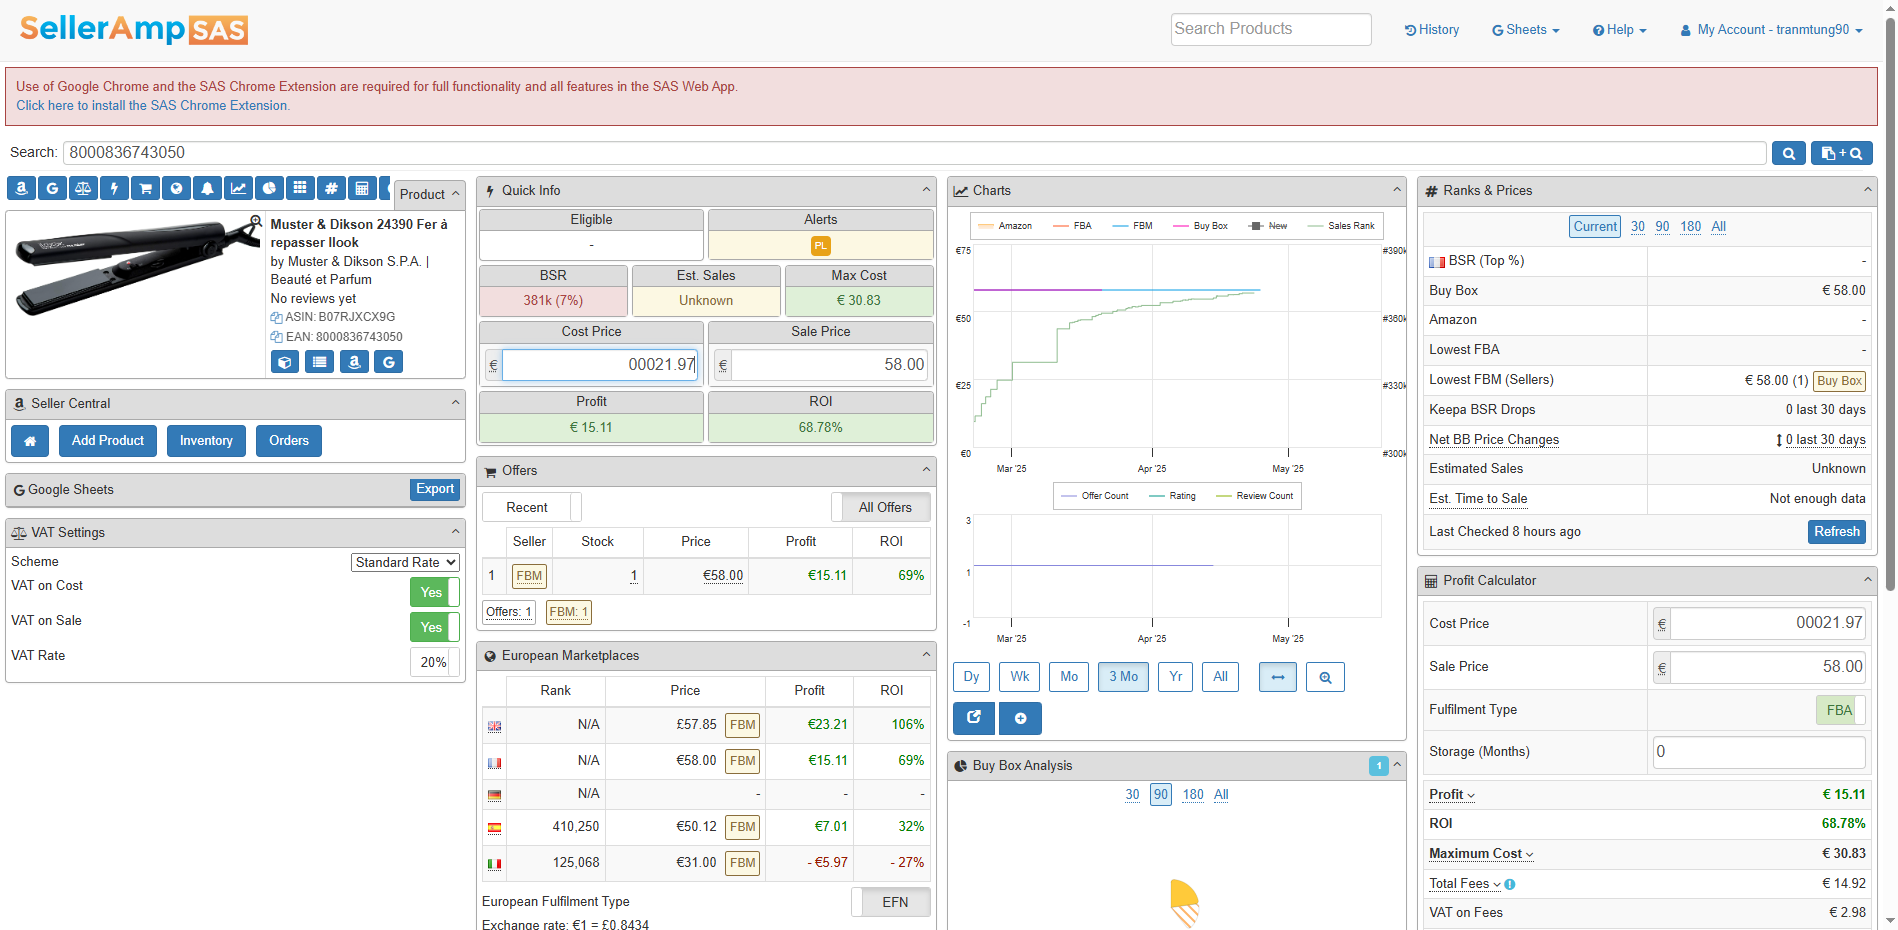 SellerAmp SAS
Search Products
History
Sheets
Help
My Account - tranmtung90
Use of Google Chrome and the SAS Chrome Extension are required for full functionality and all features in the SAS Web App.
Click here to install the SAS Chrome Extension.
Search: 8000836743050
Product
Muster & Dikson 24390 Fer à
repasser Ilook
by Muster & Dikson S.P.A. |
Beauté et Parfum
No reviews yet
ASIN: B07RJXCX9G
EAN: 8000836743050
Seller Central
Add Product Inventory Orders
Google Sheets Export
VAT Settings
Scheme Standard Rate
VAT on Cost Yes
VAT on Sale Yes
VAT Rate 20%
Quick Info
Eligible Alerts
- PL
BSR Est. Sales Max Cost
381k (7%) Unknown € 30.83
Cost Price Sale Price
€ 00021.97 € 58.00
Profit ROI
€ 15.11 68.78%
Offers
Recent All Offers
Seller Stock Price Profit ROI
1 FBM 1 €58.00 €15.11 69%
Offers: 1 FBM: 1
European Marketplaces
Rank Price Profit ROI
N/A £57.85 FBM €23.21 106%
N/A €58.00 FBM €15.11 69%
N/A - - -
410,250 €50.12 FBM €7.01 32%
125,068 €31.00 FBM - €5.97 - 27%
European Fulfilment Type EFN
Exchange rate: €1 = £0.8434
Charts
Amazon FBA FBM Buy Box New Sales Rank
€75 #390k
€50 #360k
€25 #330k
€0 #300k
Mar '25 Apr '25 May '25
Offer Count Rating Review Count
3
1
-1
Mar '25 Apr '25 May '25
Dy Wk Mo 3 Mo Yr All
Buy Box Analysis 1
30 90 180 All
Ranks & Prices
Current 30 90 180 All
BSR (Top %) -
Buy Box € 58.00
Amazon -
Lowest FBA -
Lowest FBM (Sellers) € 58.00 (1) Buy Box
Keepa BSR Drops 0 last 30 days
Net BB Price Changes 0 last 30 days
Estimated Sales Unknown
Est. Time to Sale Not enough data
Last Checked 8 hours ago Refresh
Profit Calculator
Cost Price € 00021.97
Sale Price € 58.00
Fulfilment Type FBA
Storage (Months) 0
Profit € 15.11
ROI 68.78%
Maximum Cost € 30.83
Total Fees € 14.92
VAT on Fees € 2.98